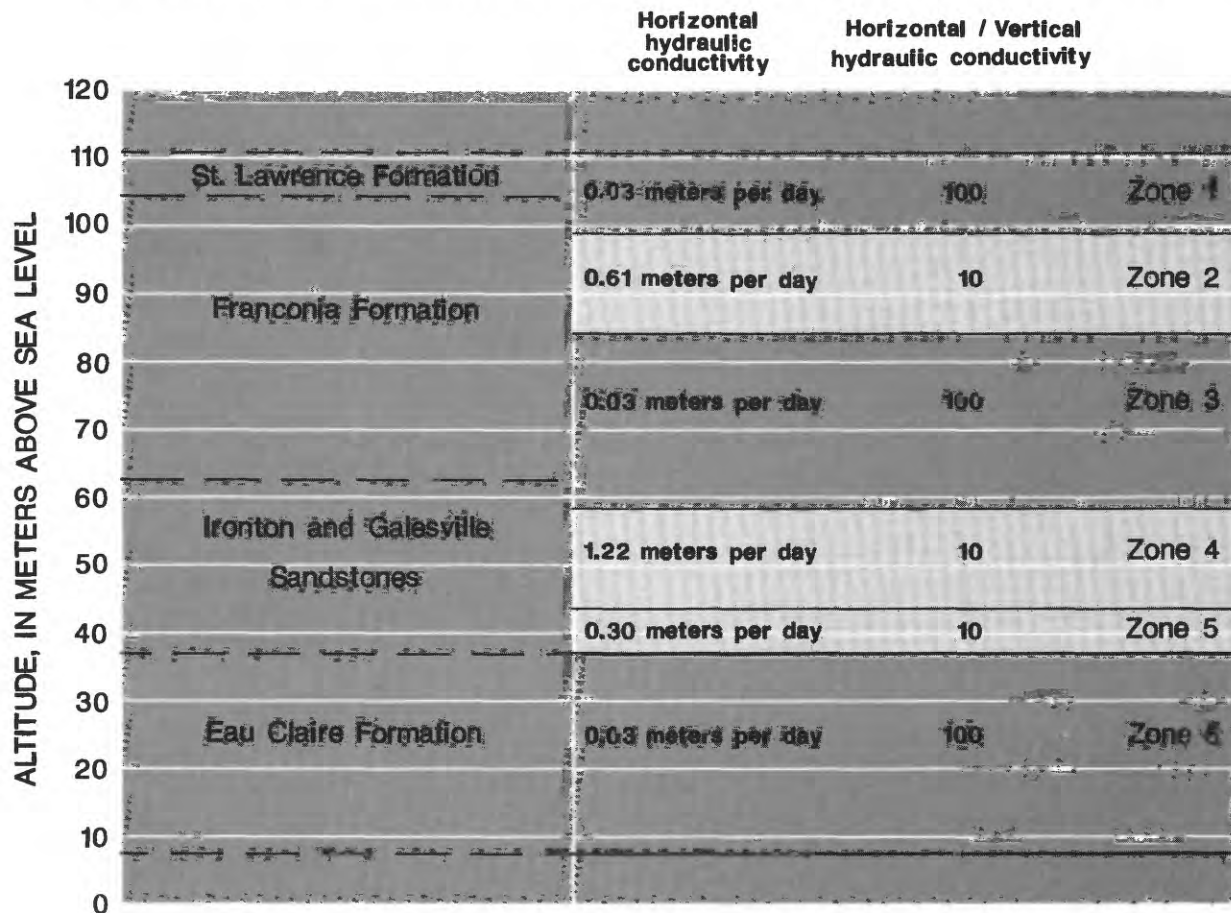 Horizontal
hydraulic
conductivity
Horizontal / Vertical
hydraulic conductivity
ALTITUDE, IN METERS ABOVE SEA LEVEL
120
110
100
90
80
70
60
50
40
30
20
10
0
St. Lawrence Formation
0.03 meters per day 100 Zone 1
0.61 meters per day 10 Zone 2
Franconia Formation
0.03 meters per day 100 Zone 3
Ironton and Galesville
Sandstones
1.22 meters per day 10 Zone 4
0.30 meters per day 10 Zone 5
Eau Claire Formation
0.03 meters per day 100 Zone